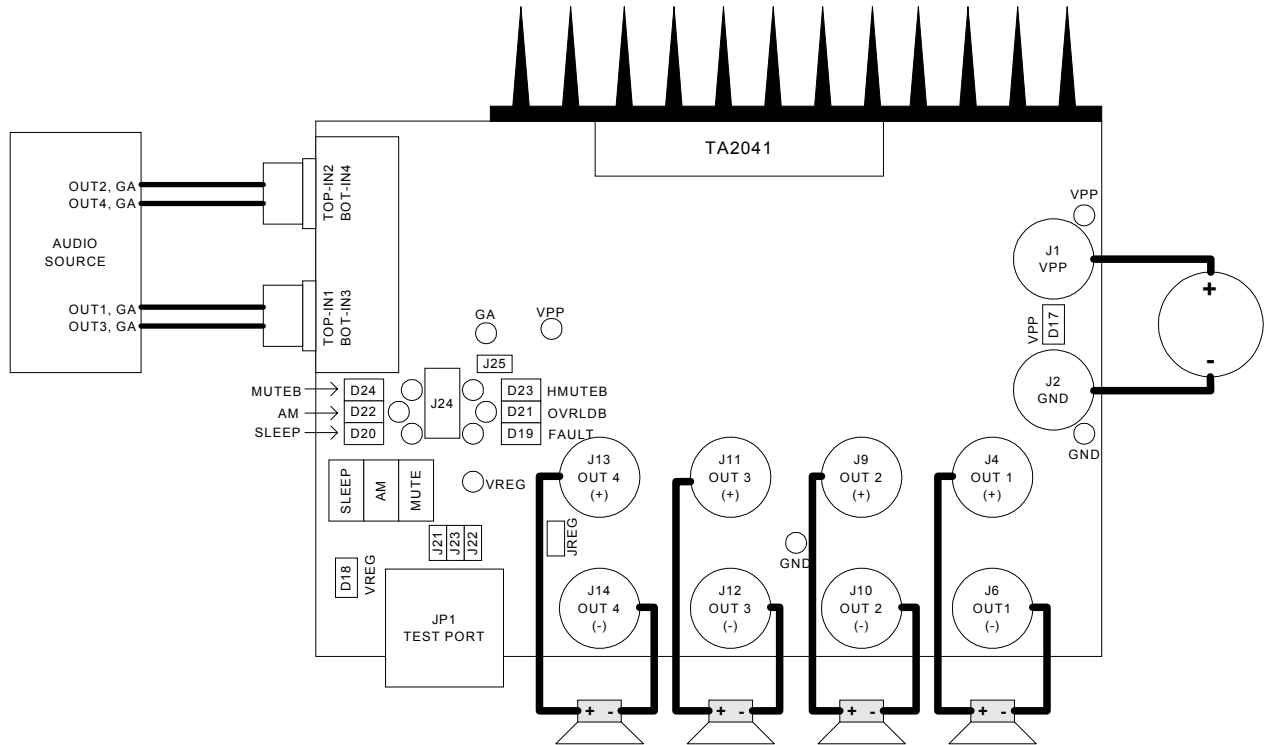 TA2041
AUDIO
SOURCE
OUT2, GA
OUT4, GA
OUT1, GA
OUT3, GA
TOP-IN2
BOT-IN4
TOP-IN1
BOT-IN3
VPP
J1
VPP
+
-
VPP
D17
J2
GND
GND
GA
VPP
J25
MUTEB
AM
SLEEP
D24
D22
D20
J24
D23
D21
D19
HMUTEB
OVRLDB
FAULT
SLEEP
AM
MUTE
VREG
J21
J23
J22
D18
VREG
JP1
TEST PORT
JREG
GND
J13
OUT 4
(+)
J11
OUT 3
(+)
J9
OUT 2
(+)
J4
OUT 1
(+)
J14
OUT 4
(-)
J12
OUT 3
(-)
J10
OUT 2
(-)
J6
OUT1
(-)
+ -
+ -
+ -
+ -